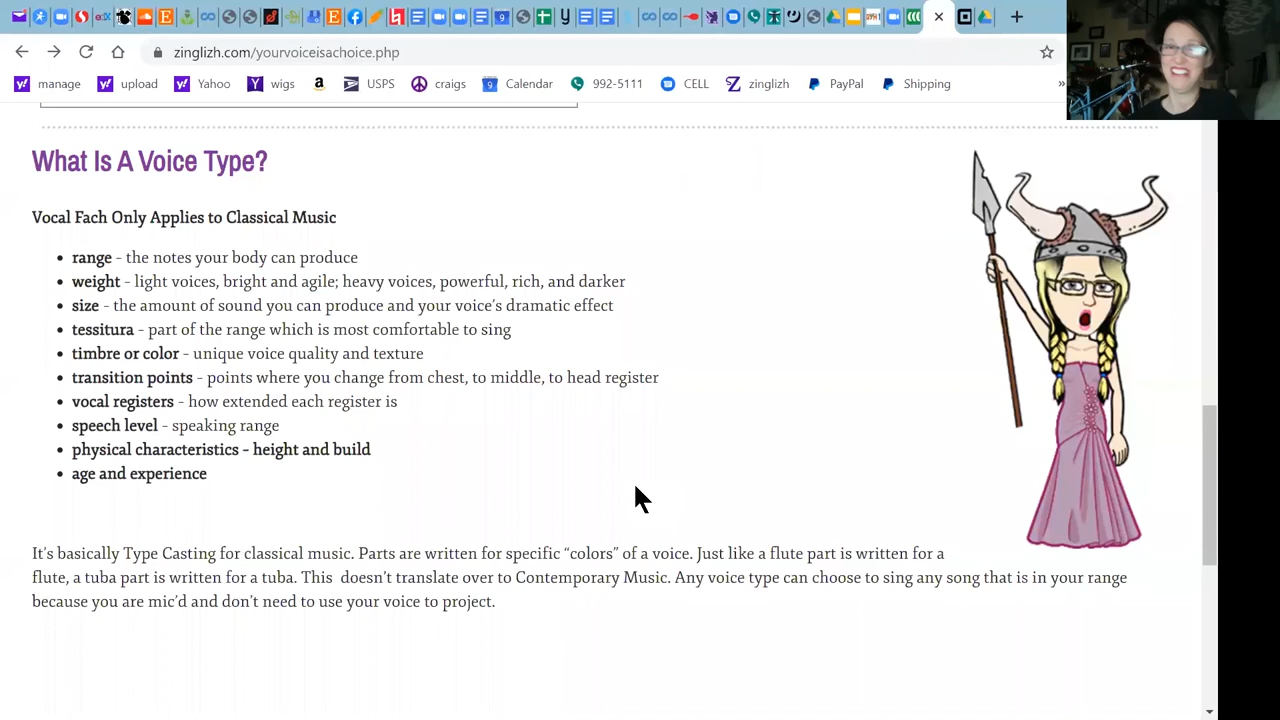 zinglizh.com/yourvoiceisachoice.php
manage upload Yahoo wigs USPS craigs Calendar 992-5111 CELL zinglizh PayPal Shipping »
What Is A Voice Type?
Vocal Fach Only Applies to Classical Music
• range - the notes your body can produce
• weight - light voices, bright and agile; heavy voices, powerful, rich, and darker
• size - the amount of sound you can produce and your voice's dramatic effect
• tessitura - part of the range which is most comfortable to sing
• timbre or color - unique voice quality and texture
• transition points - points where you change from chest, to middle, to head register
• vocal registers - how extended each register is
• speech level - speaking range
• physical characteristics - height and build
• age and experience
It's basically Type Casting for classical music. Parts are written for specific “colors” of a voice. Just like a flute part is written for a
flute, a tuba part is written for a tuba. This doesn't translate over to Contemporary Music. Any voice type can choose to sing any song that is in your range
because you are mic'd and don't need to use your voice to project.